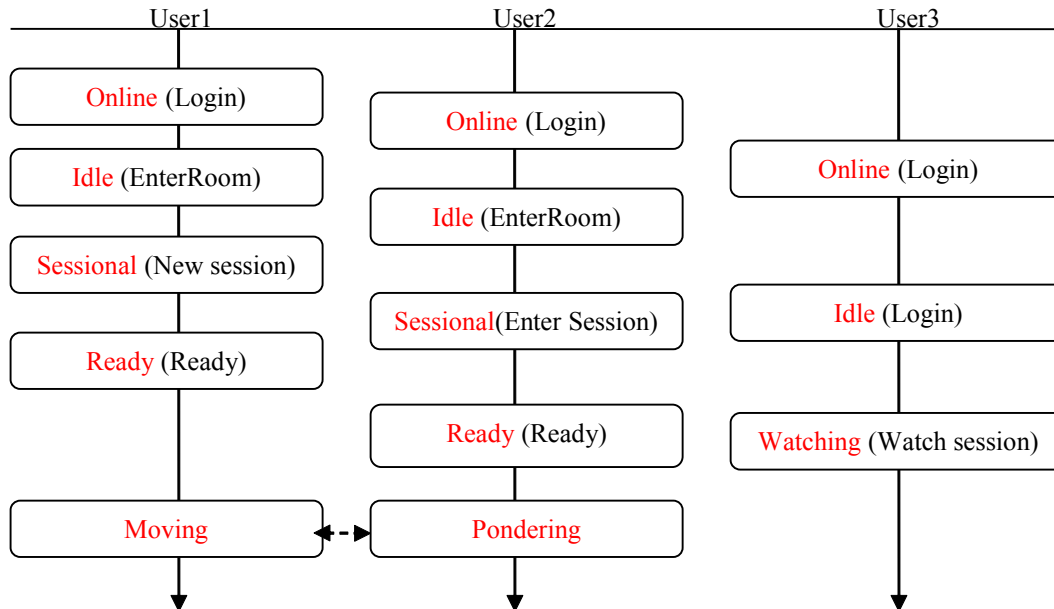 User1
User2
User3
Online (Login)
Online (Login)
Online (Login)
Idle (EnterRoom)
Idle (EnterRoom)
Sessional (New session)
Sessional(Enter Session)
Idle (Login)
Ready (Ready)
Ready (Ready)
Watching (Watch session)
Moving
Pondering